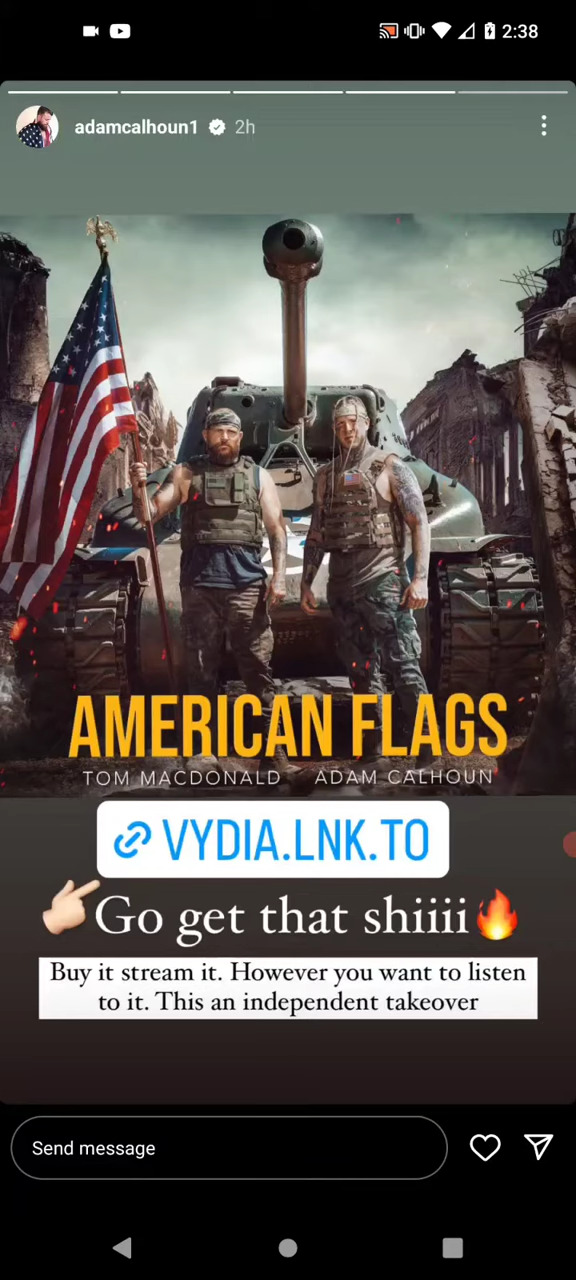 2:38
adamcalhoun1 2h
AMERICAN FLAGS
TOM MACDONALD ADAM CALHOUN
VYDIA.LNK.TO
Go get that shiiii
Buy it stream it. However you want to listen
to it. This an independent takeover
Send message